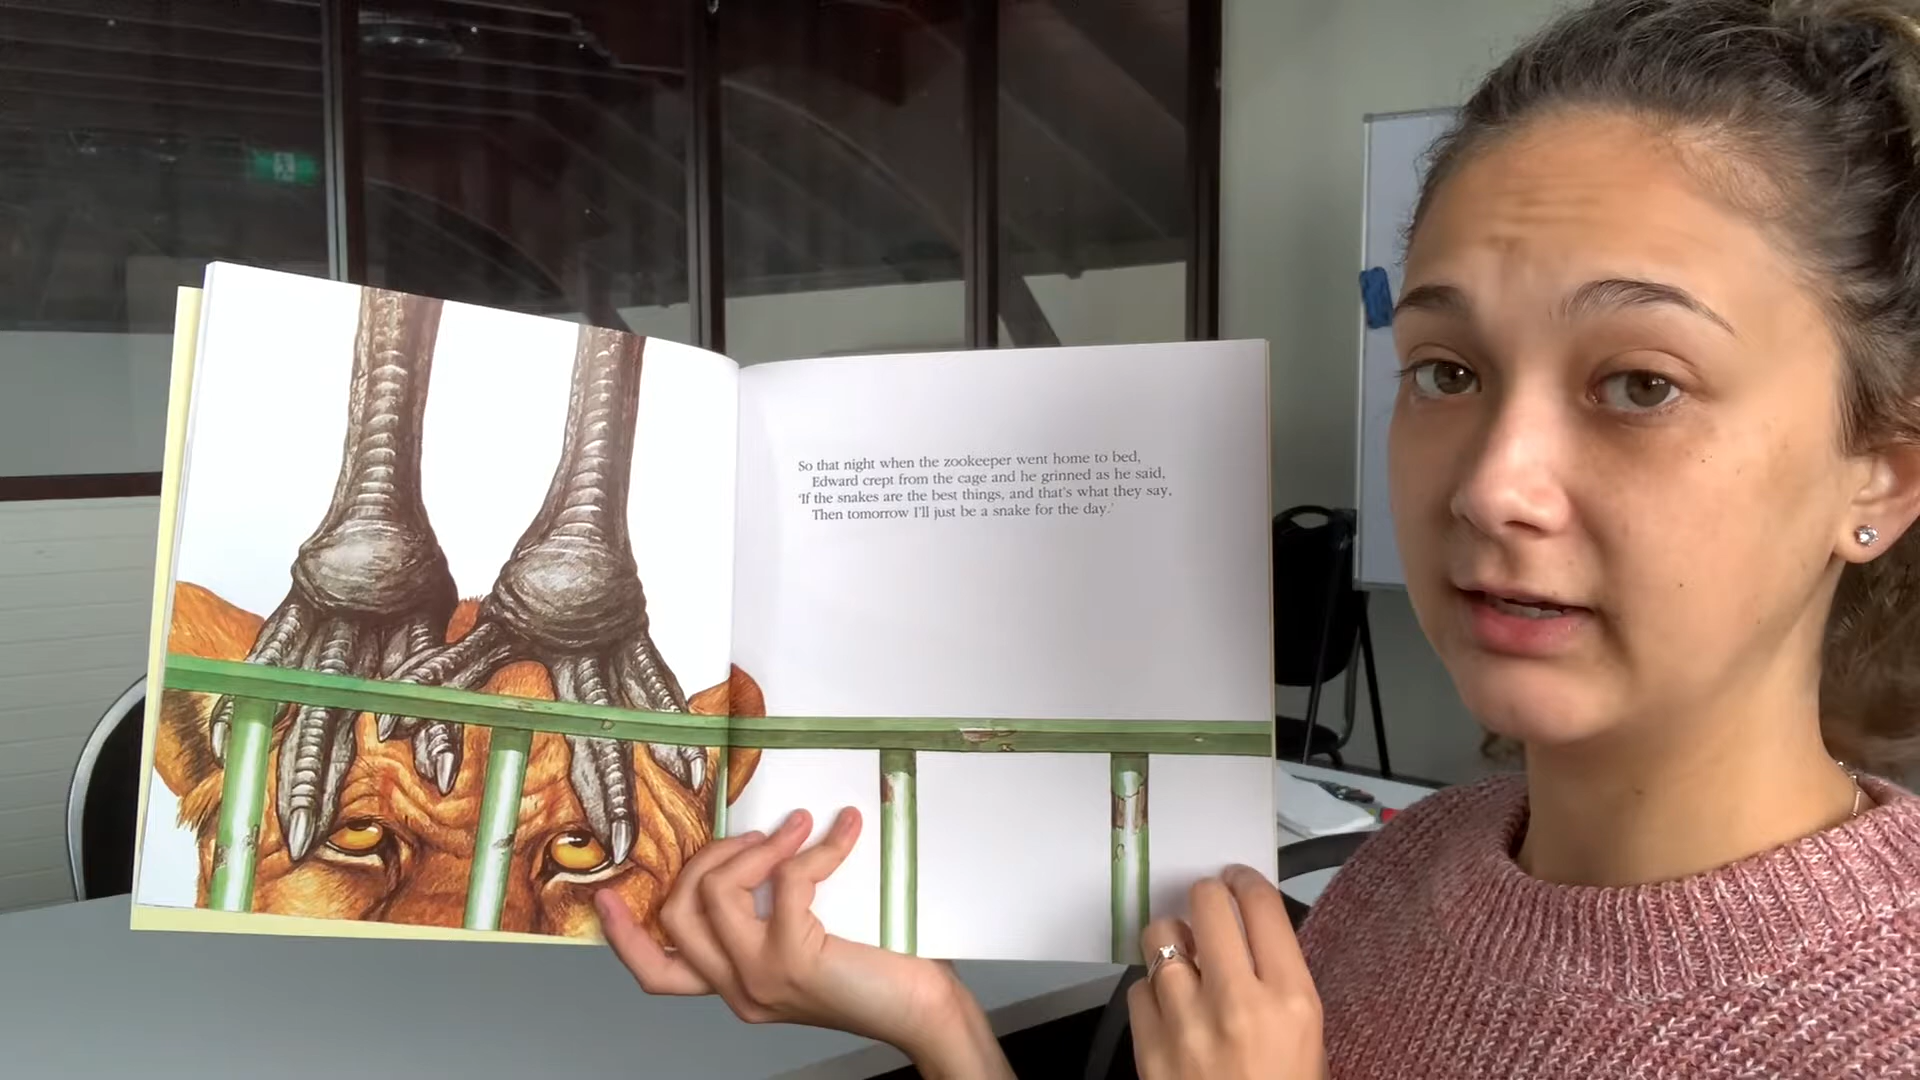 So that night when the zookeeper went home to bed,
Edward crept from the cage and he grinned as he said,
'If the snakes are the best things, and that's what they say,
Then tomorrow I'll just be a snake for the day.'